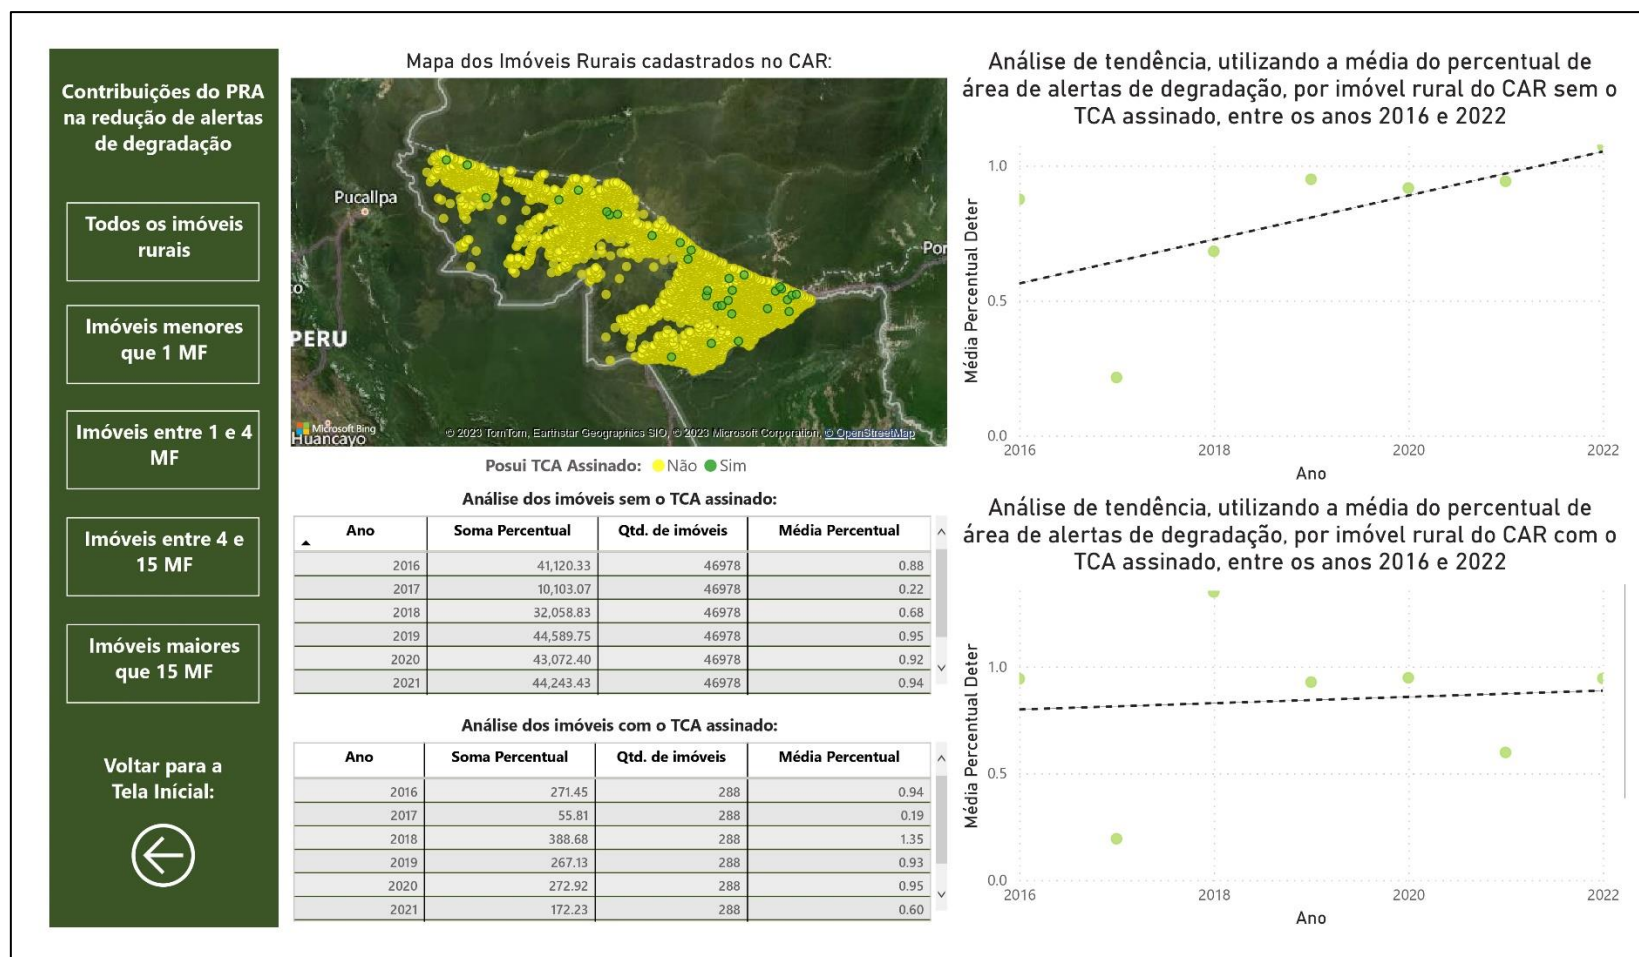 Contribuições do PRA
na redução de alertas
de degradação
Todos os imóveis
rurais
Imóveis menores
que 1 MF
Imóveis entre 1 e 4
MF
Imóveis entre 4 e
15 MF
Imóveis maiores
que 15 MF
Voltar para a
Tela Inícial:
Mapa dos Imóveis Rurais cadastrados no CAR:
Pucallpa
Por
co
PERU
Microsoft Bing
Huancayo
© 2023 TomTom, Earthstar Geographics SIO, © 2023 Microsoft Corporation, © OpenStreetMap
Posui TCA Assinado: Não Sim
Análise dos imóveis sem o TCA assinado:
Ano Soma Percentual Qtd. de imóveis Média Percentual
2016 41,120.33 46978 0.88
2017 10,103.07 46978 0.22
2018 32,058.83 46978 0.68
2019 44,589.75 46978 0.95
2020 43,072.40 46978 0.92
2021 44,243.43 46978 0.94
Análise dos imóveis com o TCA assinado:
Ano Soma Percentual Qtd. de imóveis Média Percentual
2016 271.45 288 0.94
2017 55.81 288 0.19
2018 388.68 288 1.35
2019 267.13 288 0.93
2020 272.92 288 0.95
2021 172.23 288 0.60
Análise de tendência, utilizando a média do percentual de
área de alertas de degradação, por imóvel rural do CAR sem o
TCA assinado, entre os anos 2016 e 2022
Média Percentual Deter
1.0
0.5
0.0
2016 2018 2020 2022
Ano
Análise de tendência, utilizando a média do percentual de
área de alertas de degradação, por imóvel rural do CAR com o
TCA assinado, entre os anos 2016 e 2022
Média Percentual Deter
1.0
0.5
0.0
2016 2018 2020 2022
Ano